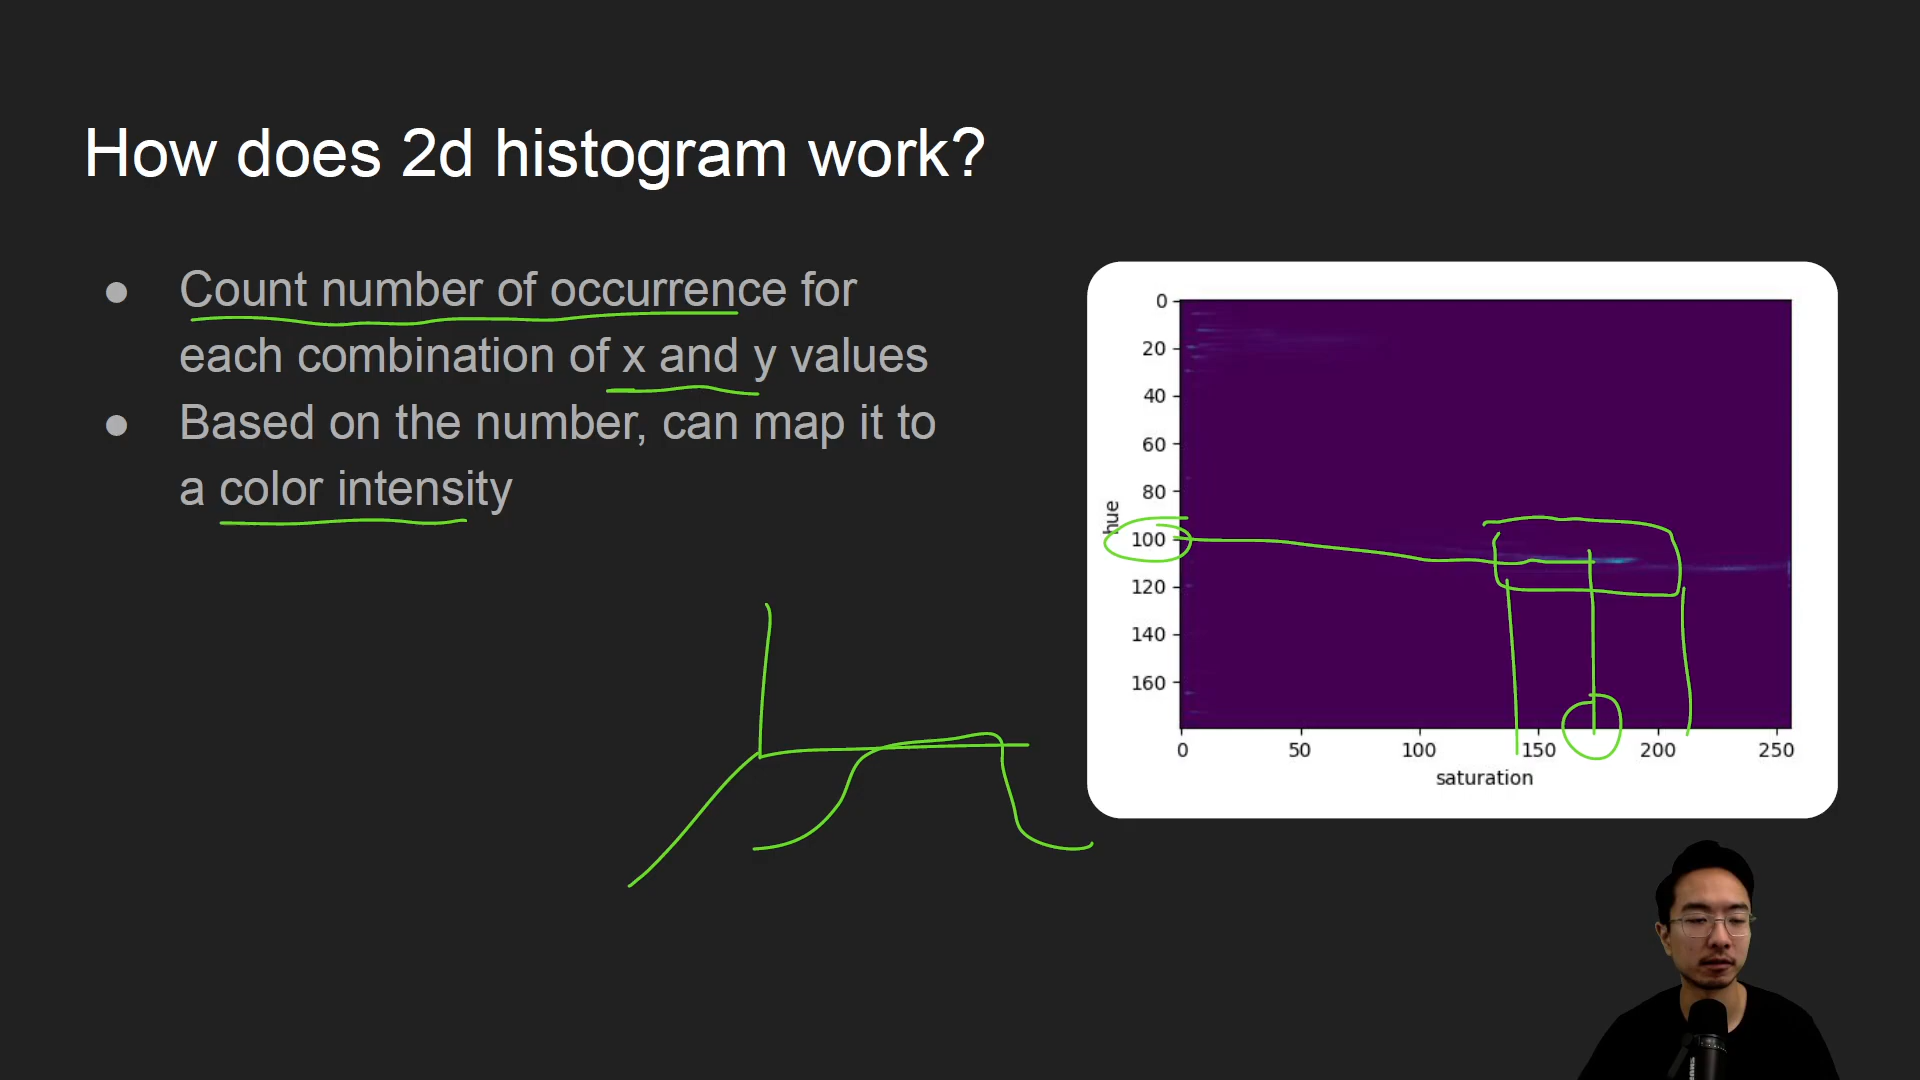 How does 2d histogram work?
● Count number of occurrence for
each combination of x and y values
● Based on the number, can map it to
a color intensity
0
20
40
60
80
100
120
140
160
hue
0 50 100 150 200 250
saturation